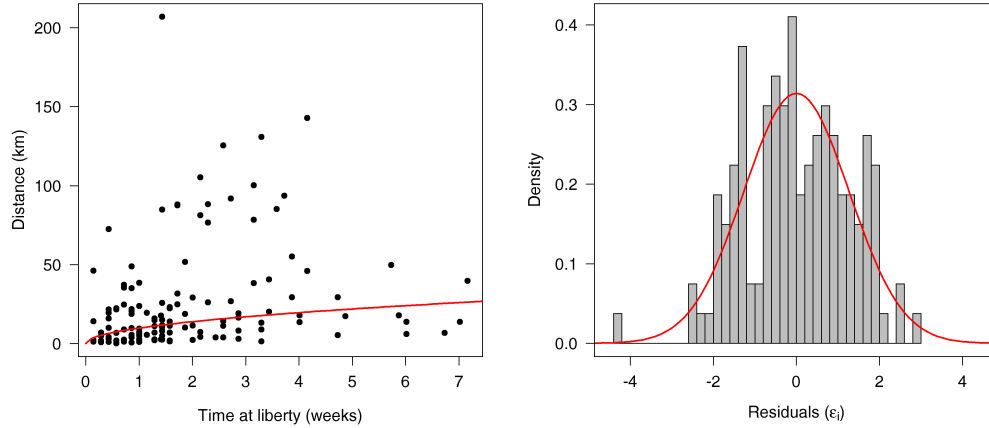 200
150
100
50
0
Distance (km)
0 1 2 3 4 5 6 7
Time at liberty (weeks)
0.4
0.3
0.2
0.1
0.0
Density
-4 -2 0 2 4
Residuals (εi)